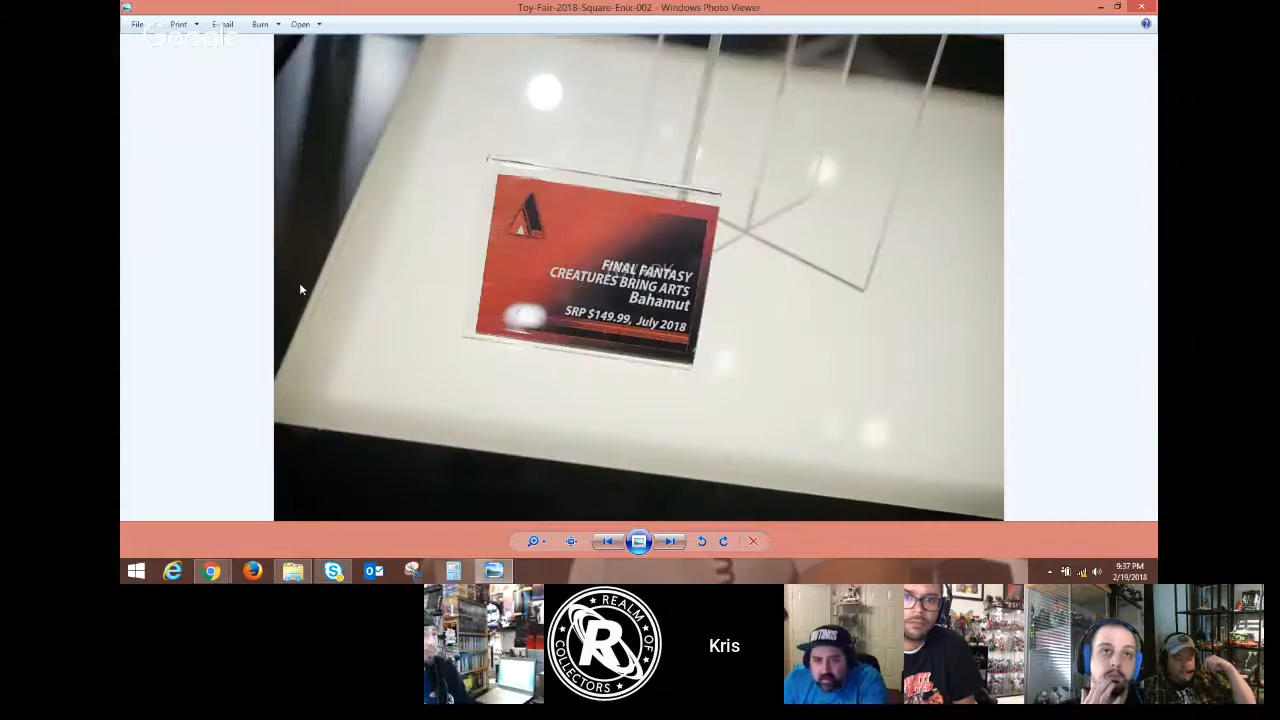 Toy-Fair-2018-Square-Enix-002 - Windows Photo Viewer
File Print E-mail Burn Open
Google
FINAL FANTASY
CREATURES BRING ARTS
Bahamut
SRP $149.99, July 2018
9:37 PM
2/19/2018
REALM OF
COLLECTORS
R
Kris